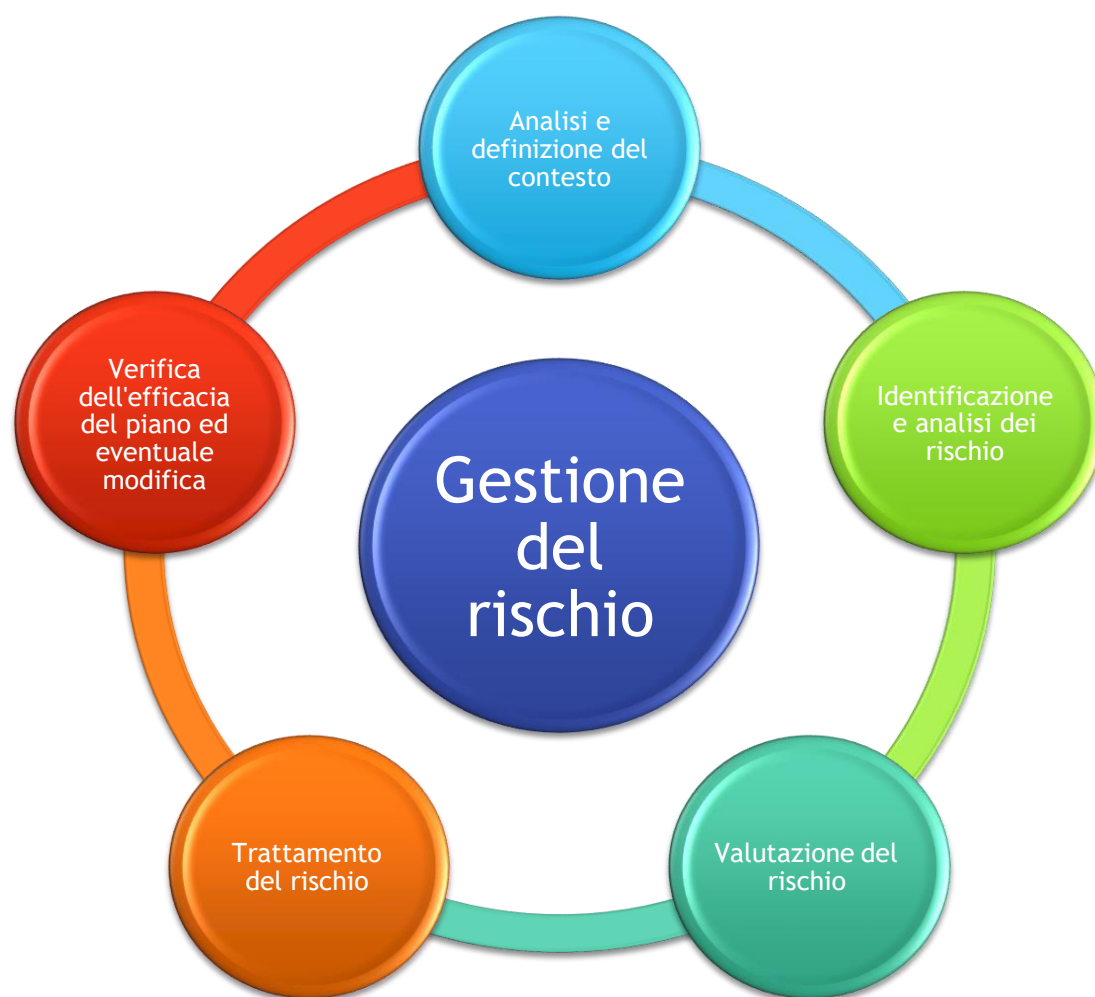 Analisi e
definizione del
contesto
Identificazione
e analisi dei
rischio
Valutazione del
rischio
Trattamento
del rischio
Verifica
dell'efficacia
del piano ed
eventuale
modifica
Gestione
del
rischio